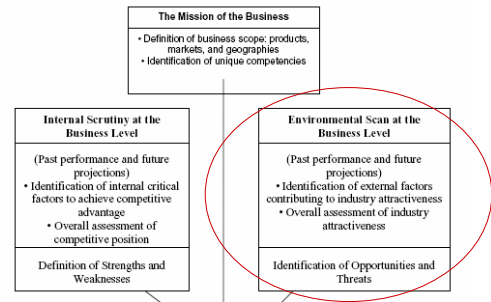 The Mission of the Business
• Definition of business scope: products,
markets, and geographies
• Identification of unique competencies
Internal Scrutiny at the
Business Level
(Past performance and future
projections)
• Identification of internal critical
factors to achieve competitive
advantage
• Overall assessment of
competitive position
Definition of Strengths and
Weaknesses
Environmental Scan at the
Business Level
(Past performance and future
projections)
• Identification of external factors
contributing to industry attractiveness
• Overall assessment of industry
attractiveness
Identification of Opportunities and
Threats